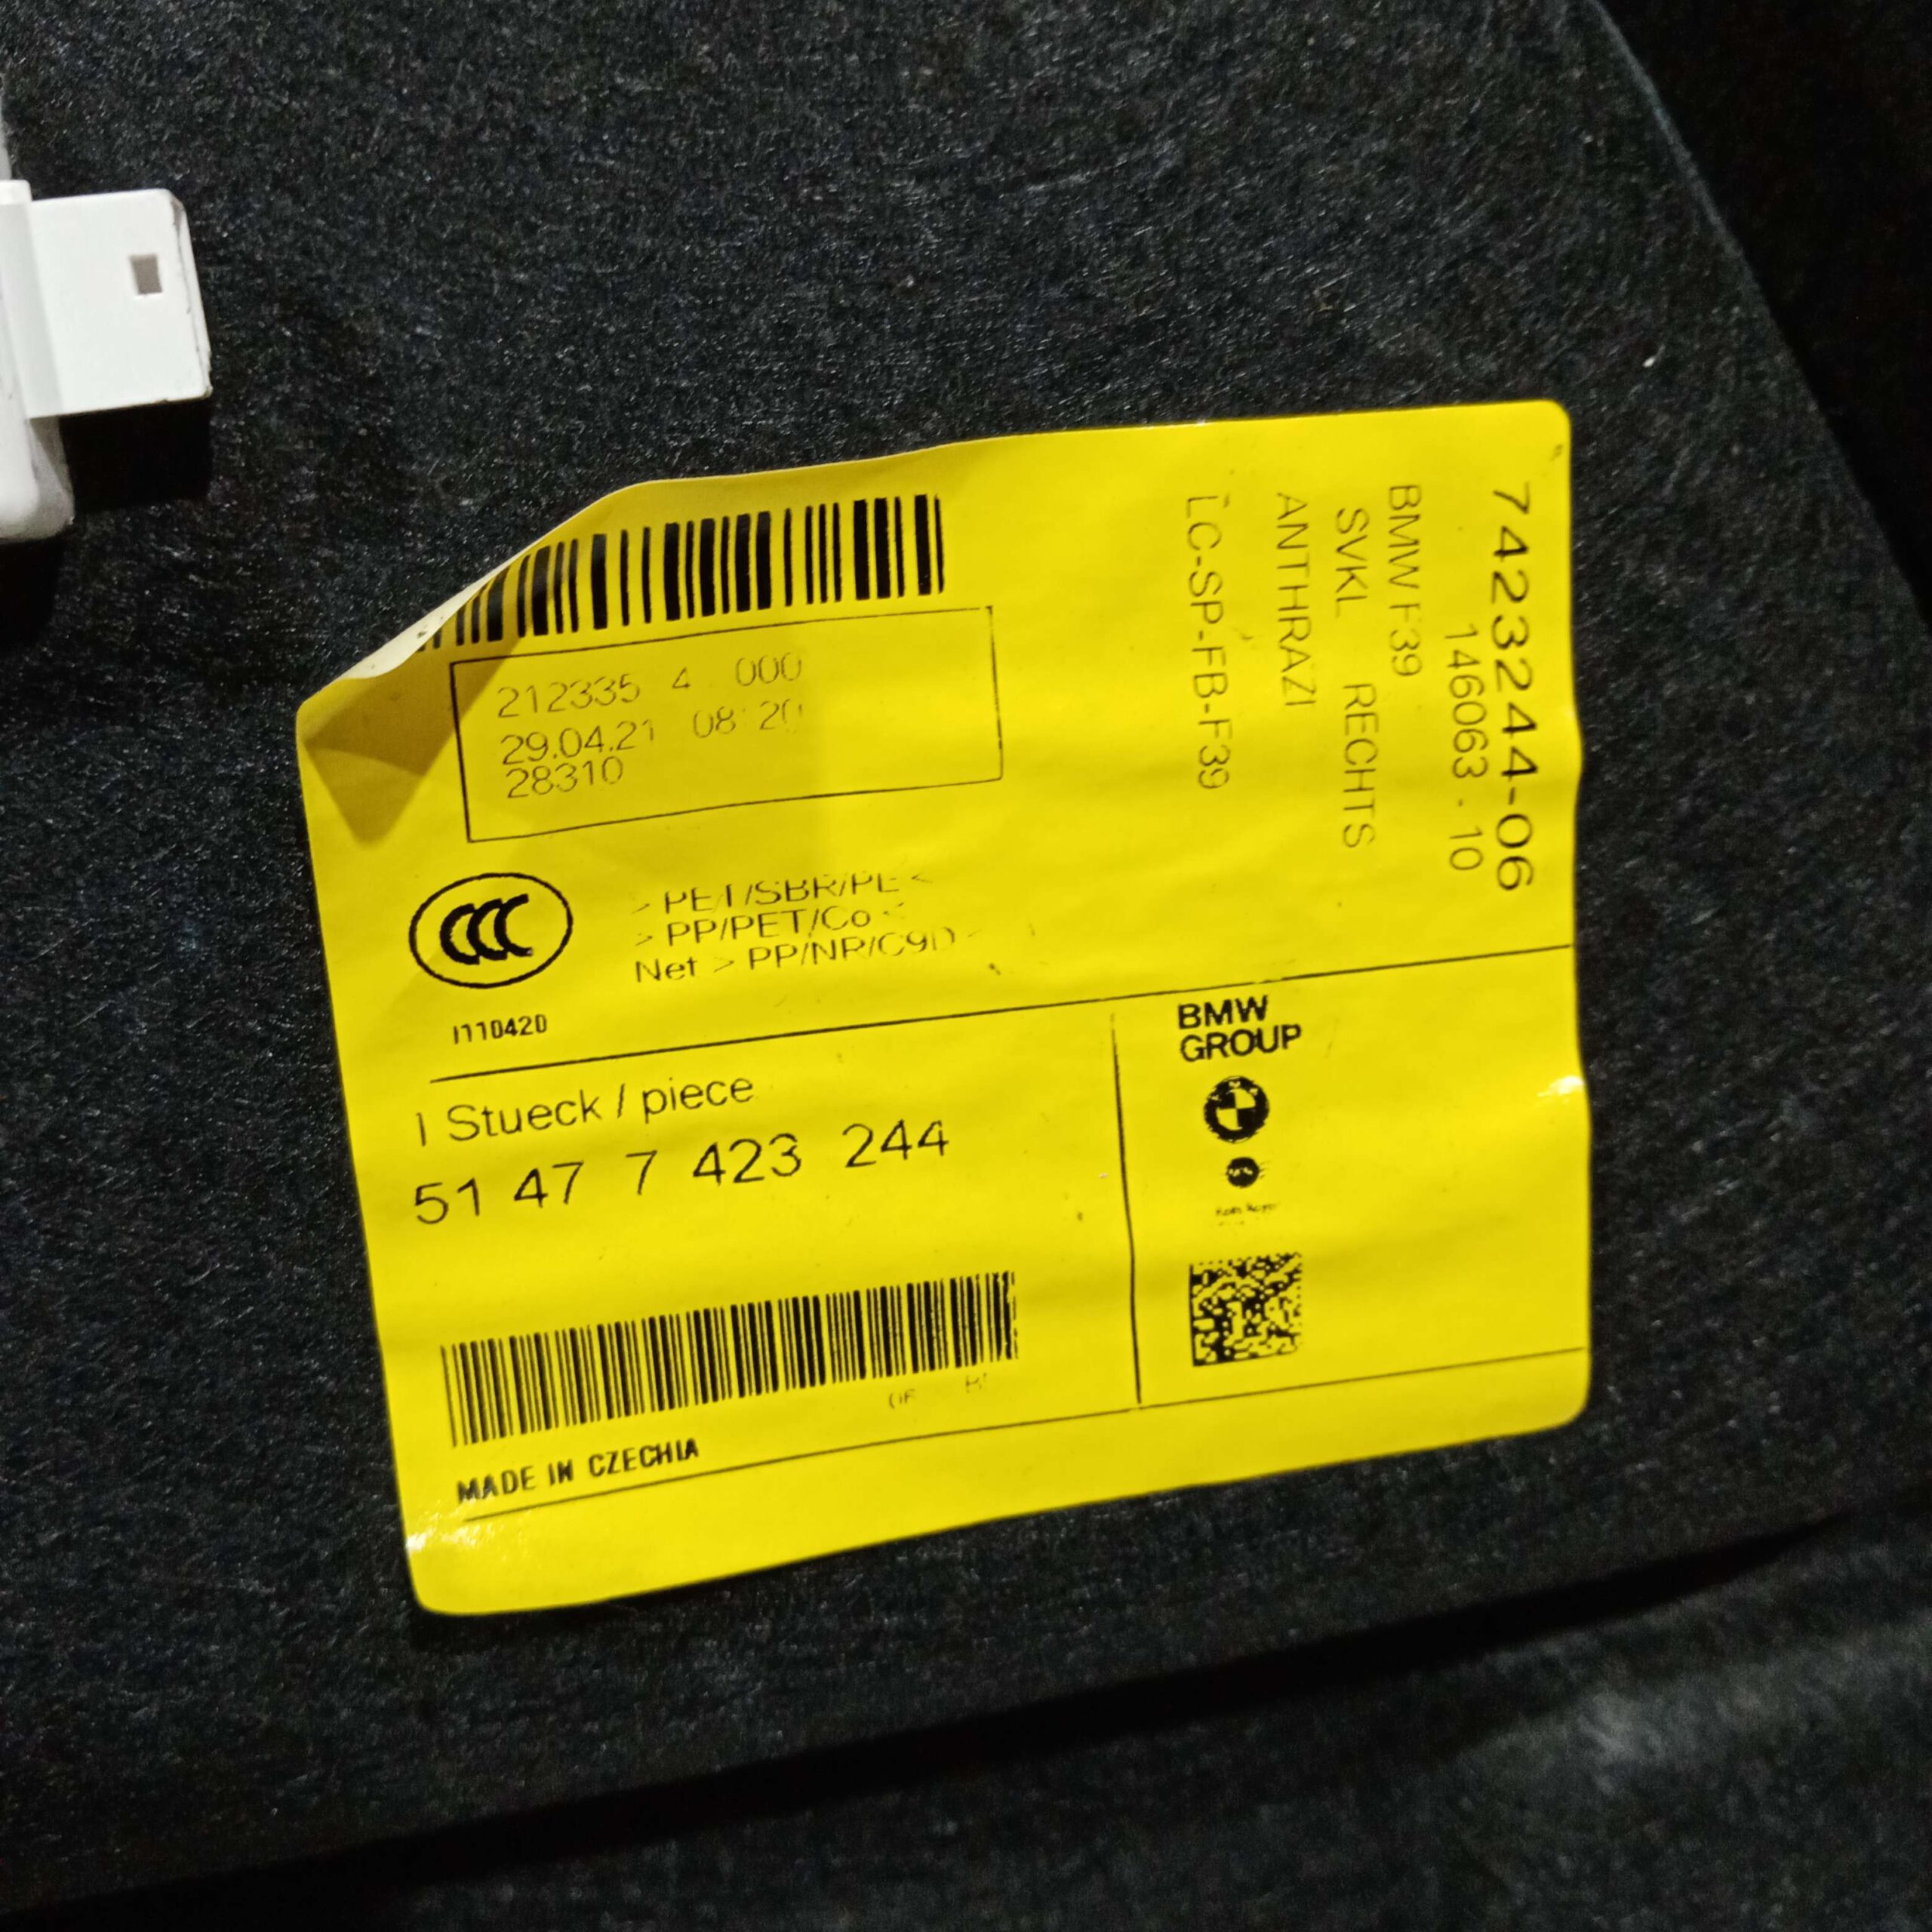 212335 4 000
29.04.21 08:20
28310
CCC
I110420
> PET/SBR/PE <
> PP/PET/Co <
Net > PP/NR/C9D <
7423244-06
146063 - 10
BMW F39
SVKL RECHTS
ANTHRAZI
LC-SP-FB-F39
1 Stueck / piece
51 47 7 423 244
MADE IN CZECHIA
BMW
GROUP